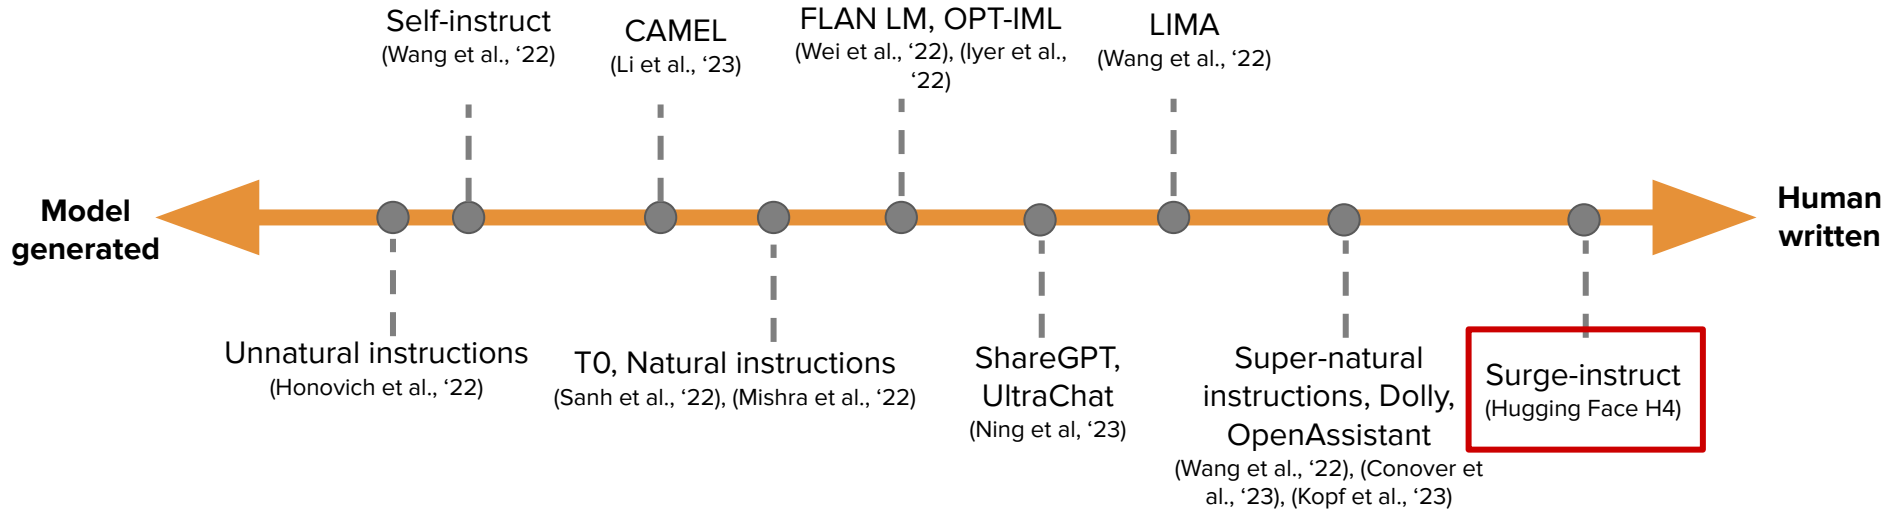 Self-instruct
(Wang et al., ‘22)
CAMEL
(Li et al., ‘23)
FLAN LM, OPT-IML
(Wei et al., ‘22), (Iyer et al.,
‘22)
LIMA
(Wang et al., ‘22)
Model
generated
Human
written
Unnatural instructions
(Honovich et al., ‘22)
T0, Natural instructions
(Sanh et al., ‘22), (Mishra et al., ‘22)
ShareGPT,
UltraChat
(Ning et al, ‘23)
Super-natural
instructions, Dolly,
OpenAssistant
(Wang et al., ‘22), (Conover et
al., ‘23), (Kopf et al., ‘23)
Surge-instruct
(Hugging Face H4)